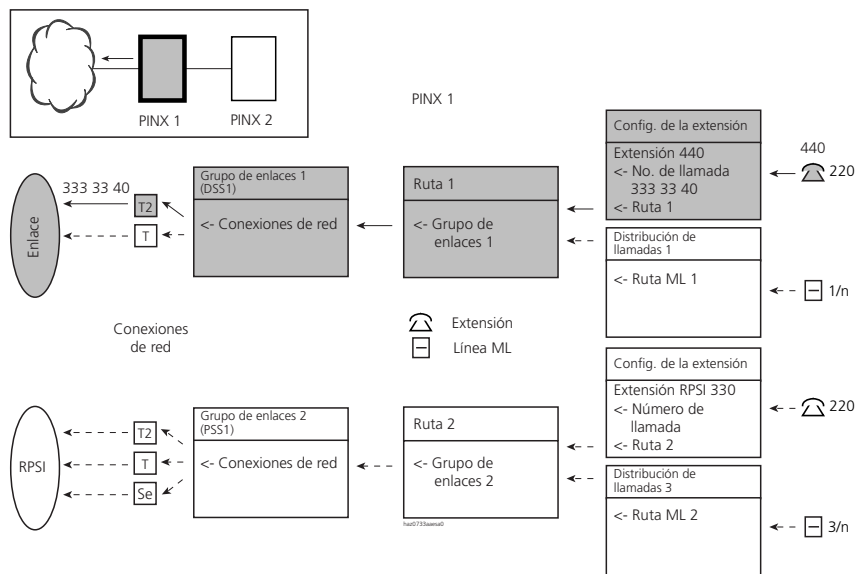 PINX 1
PINX 2
PINX 1
Config. de la extensión
Extensión 440
<- No. de llamada
333 33 40
<- Ruta 1
440
220
Grupo de enlaces 1
(DSS1)
<- Conexiones de red
Ruta 1
<- Grupo de
enlaces 1
333 33 40
T2
T
Enlace
Distribución de
llamadas 1
<- Ruta ML 1
1/n
Conexiones
de red
Extensión
Línea ML
Config. de la extensión
Extensión RPSI 330
<- Número de
llamada
<- Ruta 2
220
Grupo de enlaces 2
(PSS1)
<- Conexiones de red
Ruta 2
<- Grupo de
enlaces 2
T2
T
Se
RPSI
Distribución de
llamadas 3
<- Ruta ML 2
3/n
haz0733aaesa0